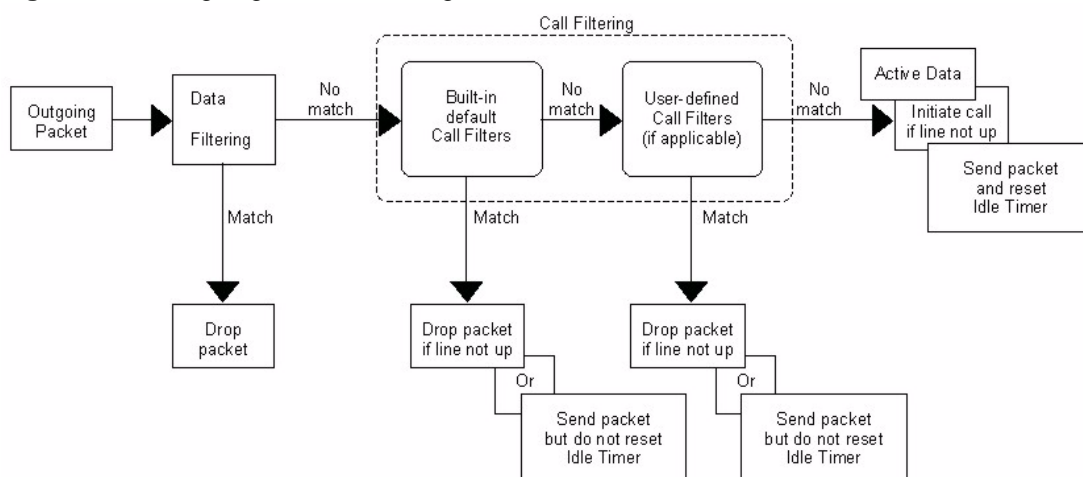 Call Filtering
Outgoing
Packet
Data
Filtering
No
match
Built-in
default
Call Filters
No
match
User-defined
Call Filters
(if applicable)
No
match
Active Data
Initiate call
if line not up
Send packet
and reset
Idle Timer
Match
Match
Match
Drop
packet
Drop packet
if line not up
Or
Send packet
but do not reset
Idle Timer
Drop packet
if line not up
Or
Send packet
but do not reset
Idle Timer